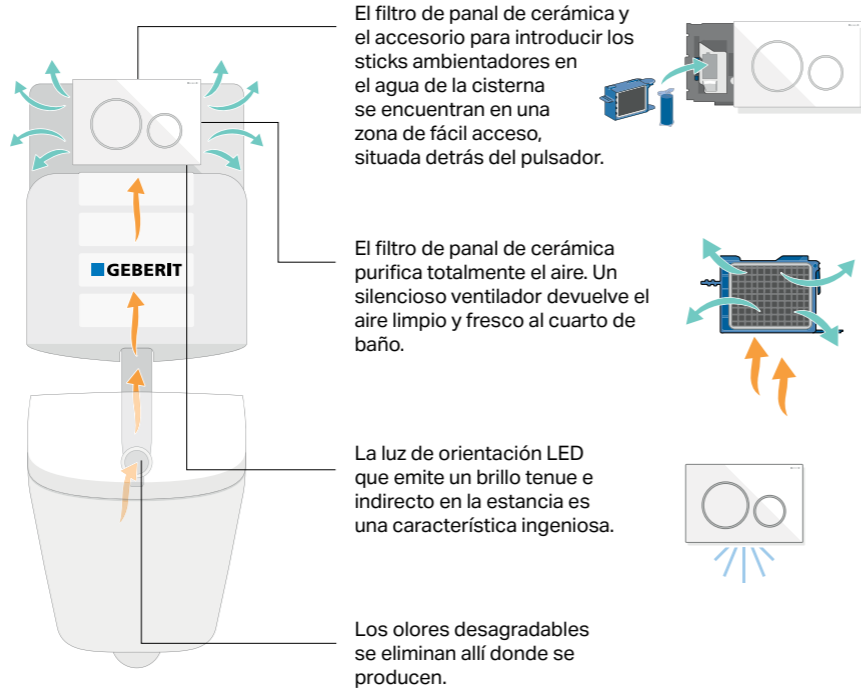 El filtro de panal de cerámica y
el accesorio para introducir los
sticks ambientadores en
el agua de la cisterna
se encuentran en una
zona de fácil acceso,
situada detrás del pulsador.
GEBERIT
El filtro de panal de cerámica
purifica totalmente el aire. Un
silencioso ventilador devuelve el
aire limpio y fresco al cuarto de
baño.
La luz de orientación LED
que emite un brillo tenue e
indirecto en la estancia es
una característica ingeniosa.
Los olores desagradables
se eliminan allí donde se
producen.